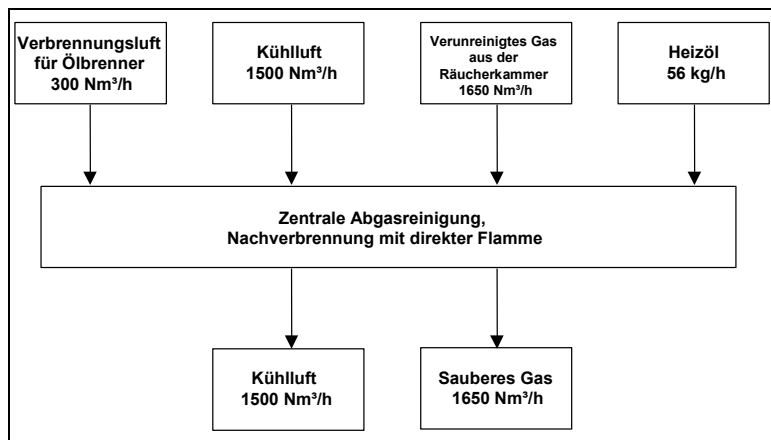 Verbrennungsluft
für Ölbrenner
300 Nm³/h
Kühlluft
1500 Nm³/h
Verunreinigtes Gas
aus der
Räucherkammer
1650 Nm³/h
Heizöl
56 kg/h
Zentrale Abgasreinigung,
Nachverbrennung mit direkter Flamme
Kühlluft
1500 Nm³/h
Sauberes Gas
1650 Nm³/h